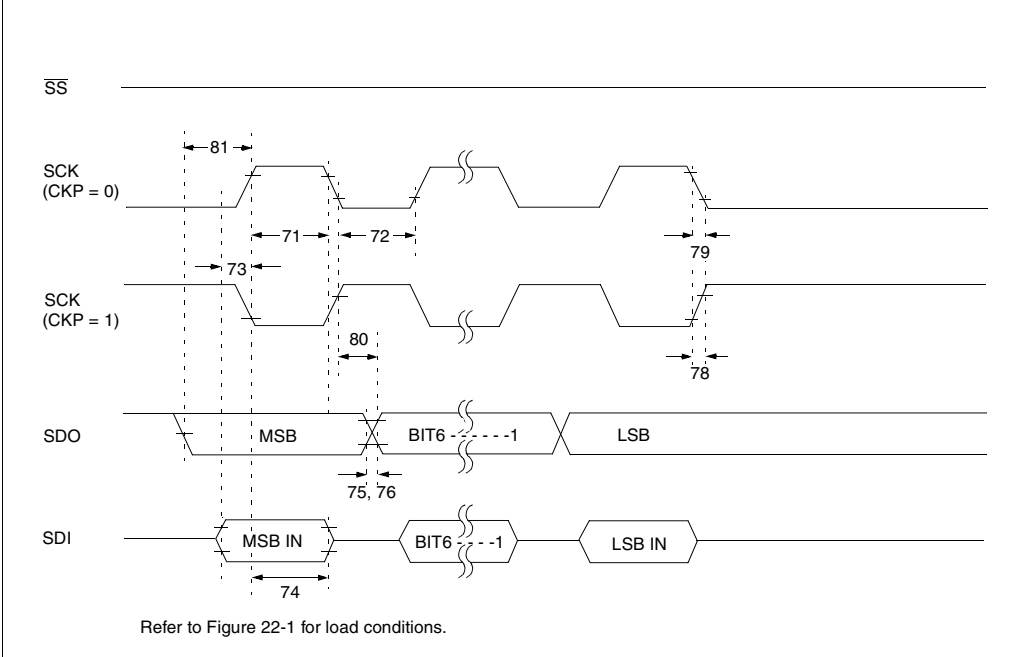 SS
81
SCK
(CKP = 0)
71
72
79
73
SCK
(CKP = 1)
80
78
SDO
MSB
BIT6 - - - - - -1
LSB
75, 76
SDI
MSB IN
BIT6 - - - -1
LSB IN
74
Refer to Figure 22-1 for load conditions.